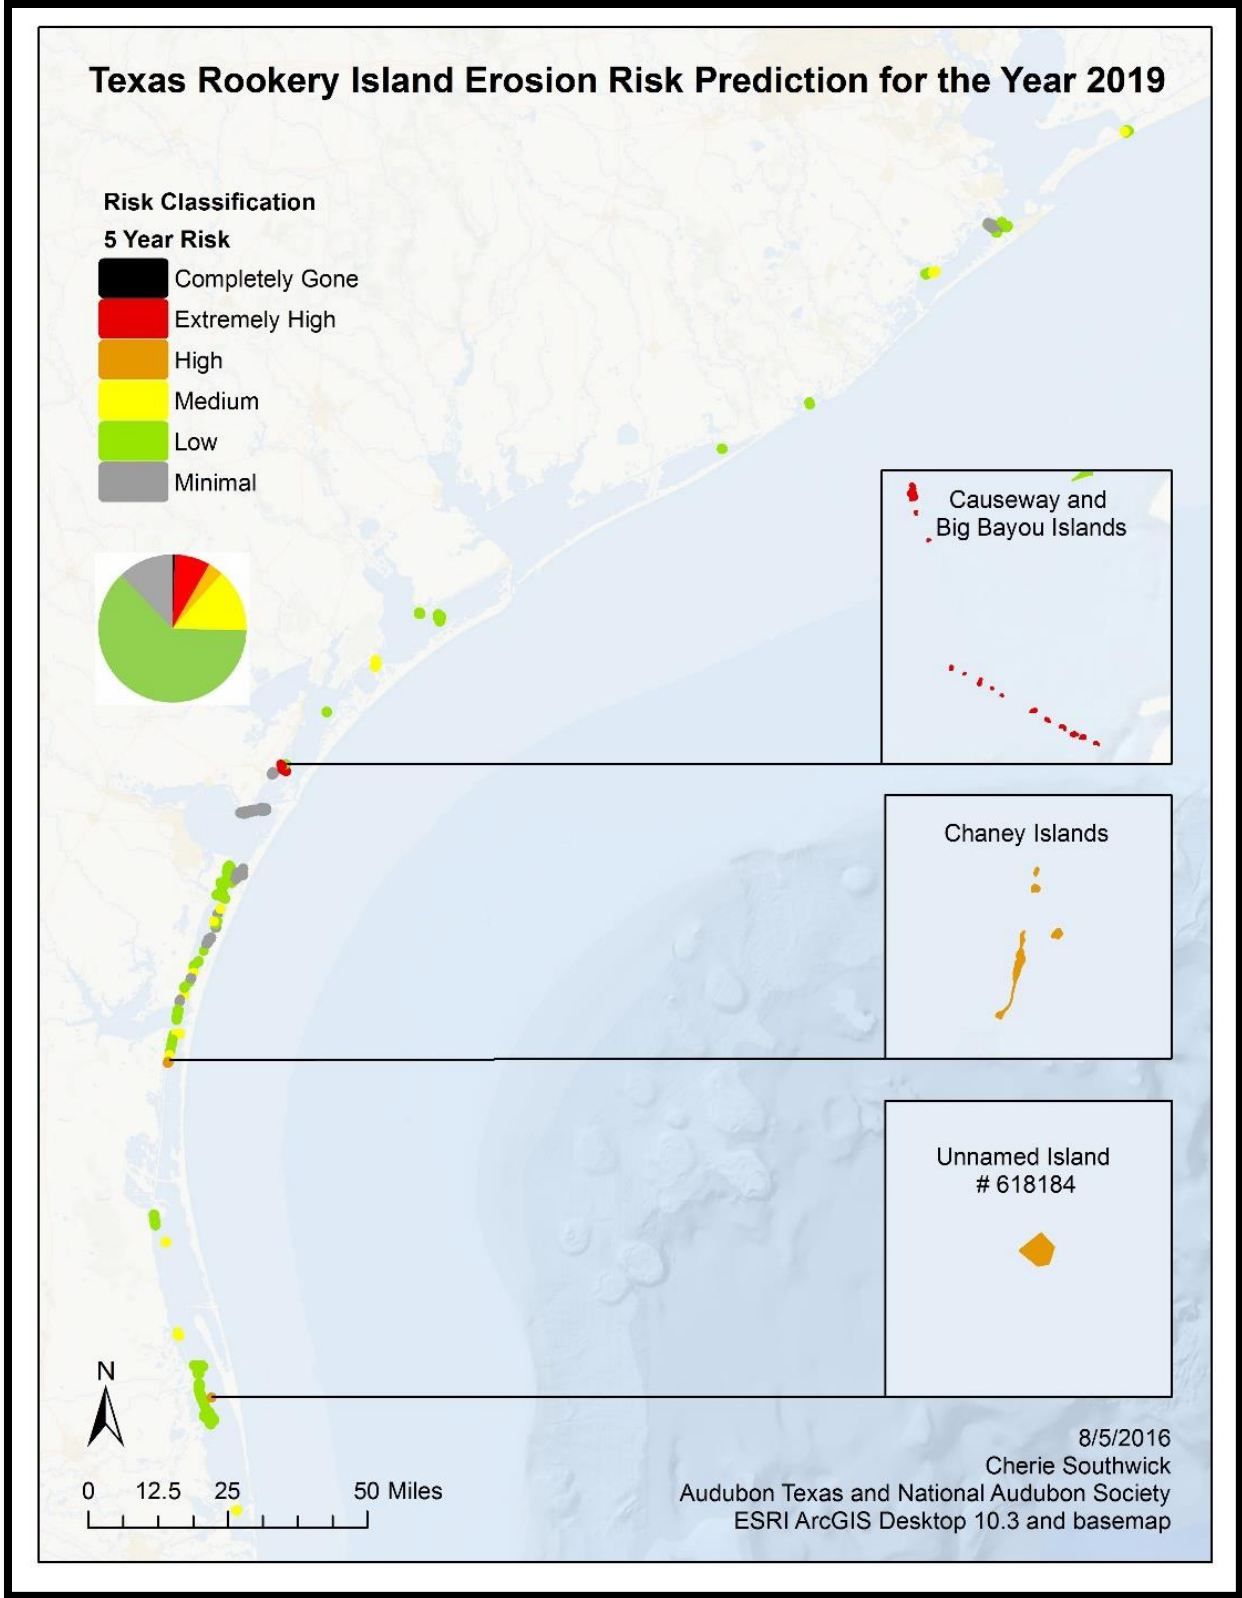 Texas Rookery Island Erosion Risk Prediction for the Year 2019
Risk Classification
5 Year Risk
Completely Gone
Extremely High
High
Medium
Low
Minimal
Causeway and
Big Bayou Islands
Chaney Islands
Unnamed Island
# 618184
N
0 12.5 25 50 Miles
8/5/2016
Cherie Southwick
Audubon Texas and National Audubon Society
ESRI ArcGIS Desktop 10.3 and basemap